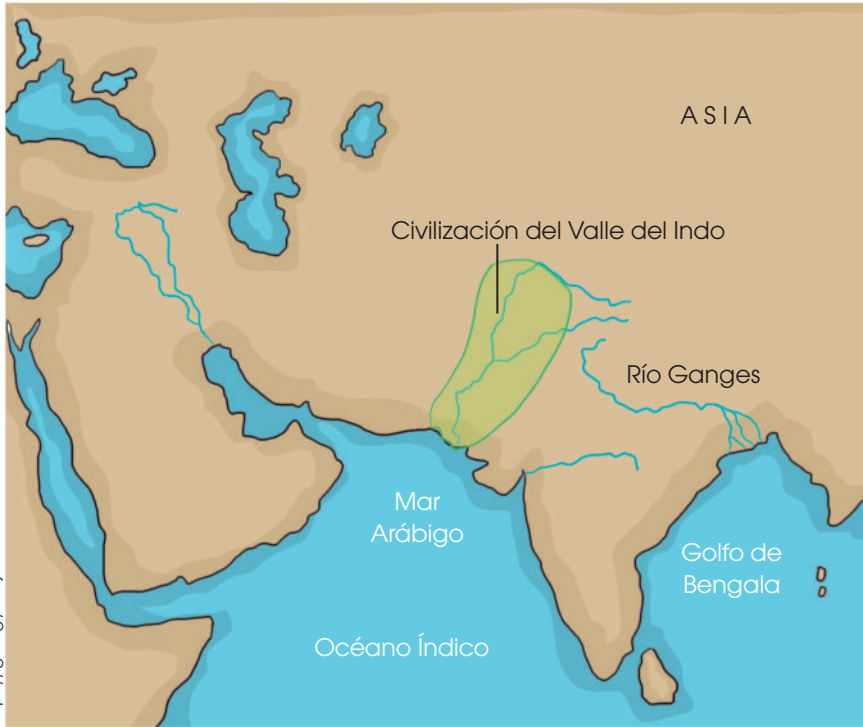 ASIA
Civilización del Valle del Indo
Río Ganges
Mar
Arábigo
Golfo de
Bengala
Océano Índico